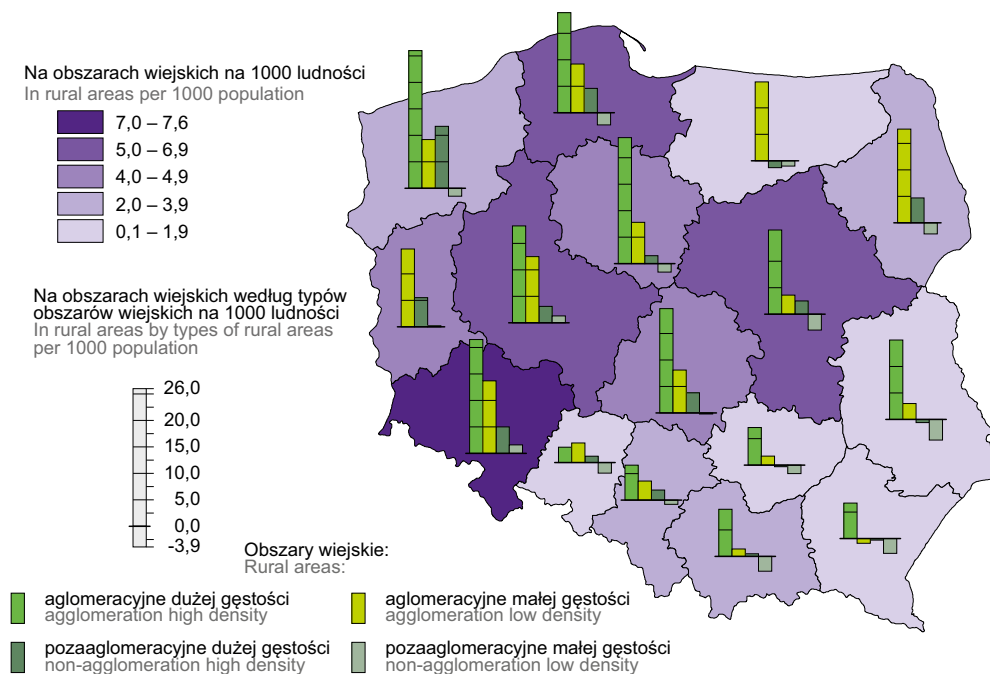 Na obszarach wiejskich na 1000 ludności
In rural areas per 1000 population
7,0 – 7,6
5,0 – 6,9
4,0 – 4,9
2,0 – 3,9
0,1 – 1,9
Na obszarach wiejskich według typów
obszarów wiejskich na 1000 ludności
In rural areas by types of rural areas
per 1000 population
26,0
20,0
15,0
10,0
5,0
0,0
-3,9
Obszary wiejskie:
Rural areas:
aglomeracyjne dużej gęstości
agglomeration high density
aglomeracyjne małej gęstości
agglomeration low density
pozaaglomeracyjne dużej gęstości
non-agglomeration high density
pozaaglomeracyjne małej gęstości
non-agglomeration low density